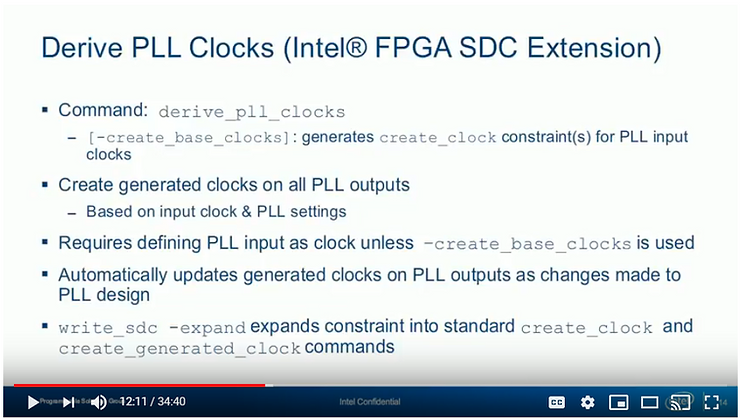 Derive PLL Clocks (Intel® FPGA SDC Extension)
▪ Command: derive_pll_clocks
– [-create_base_clocks]: generates create_clock constraint(s) for PLL input
clocks
▪ Create generated clocks on all PLL outputs
– Based on input clock & PLL settings
▪ Requires defining PLL input as clock unless -create_base_clocks is used
▪ Automatically updates generated clocks on PLL outputs as changes made to
PLL design
▪ write_sdc -expand expands constraint into standard create_clock and
create_generated_clock commands
12:11 / 34:40
Intel Confidential
CC
intel
14